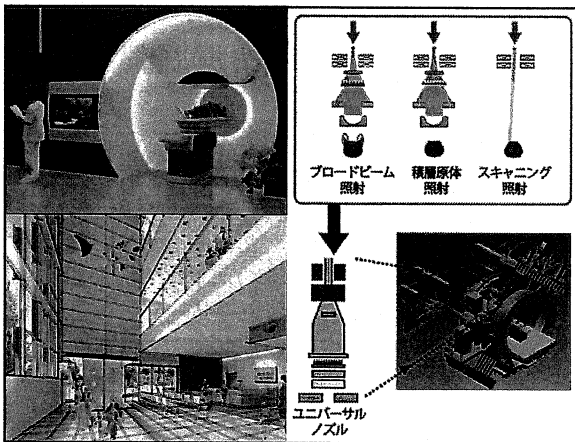 ブロードビーム
照射
積層原体
照射
スキャニング
照射
ユニバーサル
ノズル